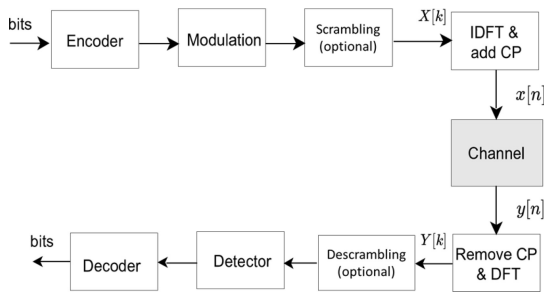 bits
Encoder
Modulation
Scrambling
(optional)
X[k]
IDFT &
add CP
x[n]
Channel
y[n]
Remove CP
& DFT
Y[k]
Descrambling
(optional)
Detector
Decoder
bits